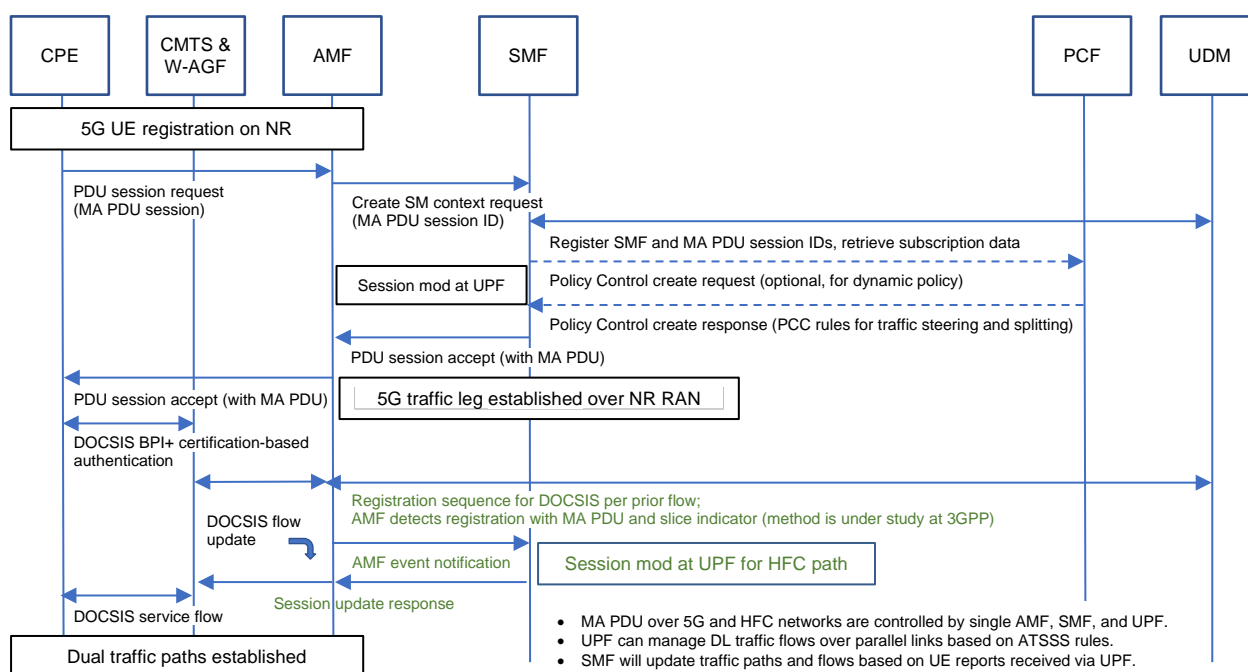 CPE
CMTS &
W-AGF
AMF
SMF
PCF
UDM
5G UE registration on NR
PDU session request
(MA PDU session)
Create SM context request
(MA PDU session ID)
Register SMF and MA PDU session IDs, retrieve subscription data
Session mod at UPF
Policy Control create request (optional, for dynamic policy)
Policy Control create response (PCC rules for traffic steering and splitting)
PDU session accept (with MA PDU)
PDU session accept (with MA PDU)
5G traffic leg established over NR RAN
DOCSIS BPI+ certification-based
authentication
Registration sequence for DOCSIS per prior flow;
AMF detects registration with MA PDU and slice indicator (method is under study at 3GPP)
DOCSIS flow
update
AMF event notification
Session mod at UPF for HFC path
Session update response
DOCSIS service flow
Dual traffic paths established
• MA PDU over 5G and HFC networks are controlled by single AMF, SMF, and UPF.
• UPF can manage DL traffic flows over parallel links based on ATSSS rules.
• SMF will update traffic paths and flows based on UE reports received via UPF.